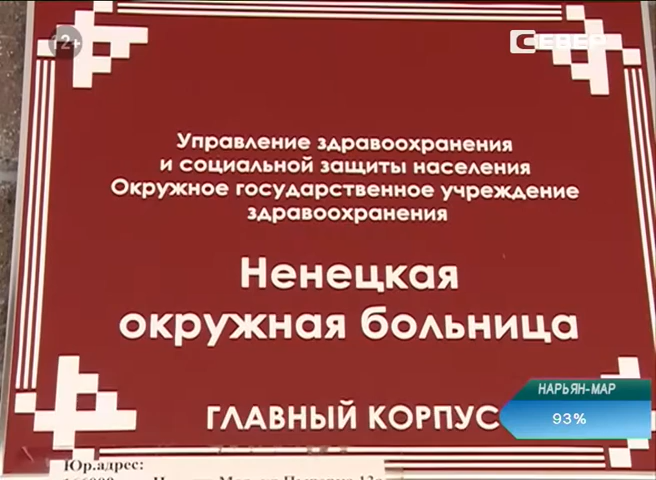 12+
СЕВЕР
Управление здравоохранения
и социальной защиты населения
Окружное государственное учреждение
здравоохранения
Ненецкая
окружная больница
ГЛАВНЫЙ КОРПУС
НАРЬЯН-МАР
93%
Юр.адрес: